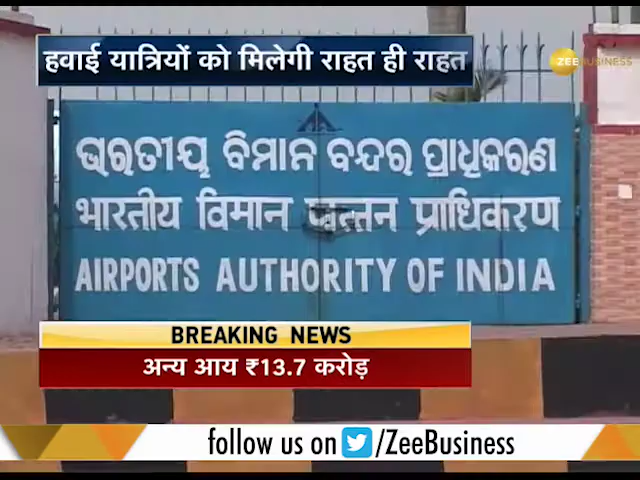 हवाई यात्रियों को मिलेगी राहत ही राहत
ZEE BUSINESS
ଭାରତୀୟ ବିମାନ ବନ୍ଦର ପ୍ରାଧିକରଣ
भारतीय विमान पत्तन प्राधिकरण
AIRPORTS AUTHORITY OF INDIA
BREAKING NEWS
अन्य आय ₹13.7 करोड़
follow us on /ZeeBusiness